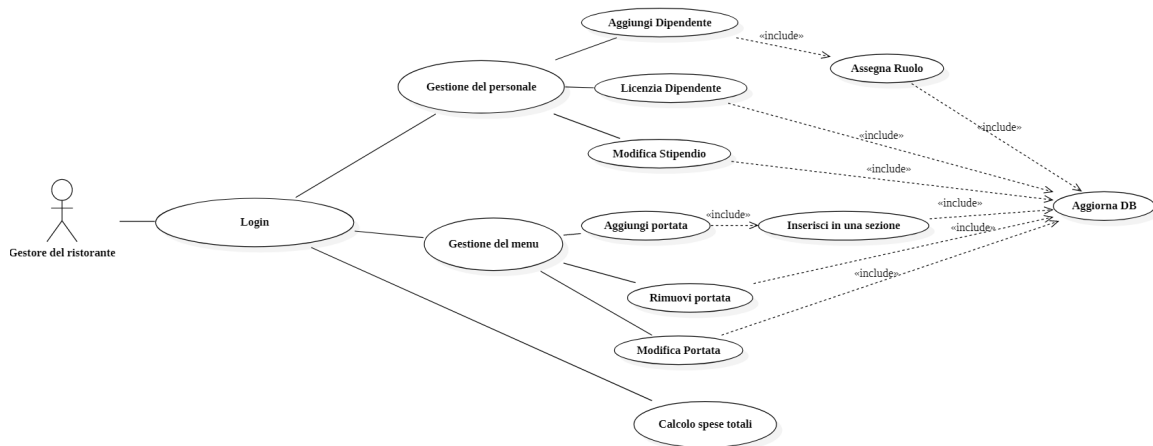 Aggiungi Dipendente
«include»
Assegna Ruolo
Gestione del personale
Licenzia Dipendente
«include»
«include»
Modifica Stipendio
«include»
Aggiorna DB
«include»
Login
Aggiungi portata
«include»
Inserisci in una sezione
«include»
Gestione del menu
Gestore del ristorante
«include»
Rimuovi portata
Modifica Portata
Calcolo spese totali